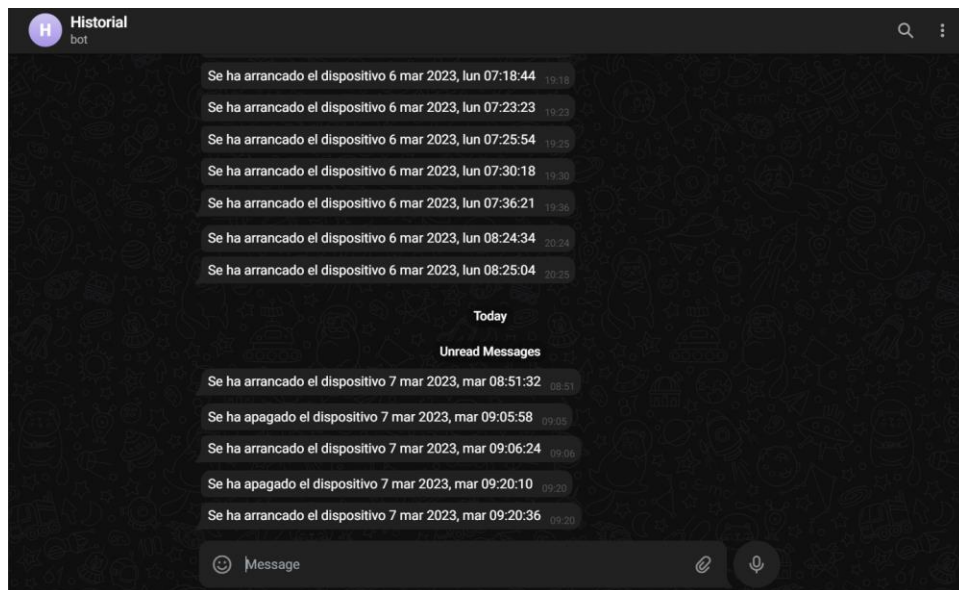 H
Historial
bot
Se ha arrancado el dispositivo 6 mar 2023, lun 07:18:44 19:18
Se ha arrancado el dispositivo 6 mar 2023, lun 07:23:23 19:23
Se ha arrancado el dispositivo 6 mar 2023, lun 07:25:54 19:25
Se ha arrancado el dispositivo 6 mar 2023, lun 07:30:18 19:30
Se ha arrancado el dispositivo 6 mar 2023, lun 07:36:21 19:36
Se ha arrancado el dispositivo 6 mar 2023, lun 08:24:34 20:24
Se ha arrancado el dispositivo 6 mar 2023, lun 08:25:04 20:25
Today
Unread Messages
Se ha arrancado el dispositivo 7 mar 2023, mar 08:51:32 08:51
Se ha apagado el dispositivo 7 mar 2023, mar 09:05:58 09:05
Se ha arrancado el dispositivo 7 mar 2023, mar 09:06:24 09:06
Se ha apagado el dispositivo 7 mar 2023, mar 09:20:10 09:20
Se ha arrancado el dispositivo 7 mar 2023, mar 09:20:36 09:20
Message